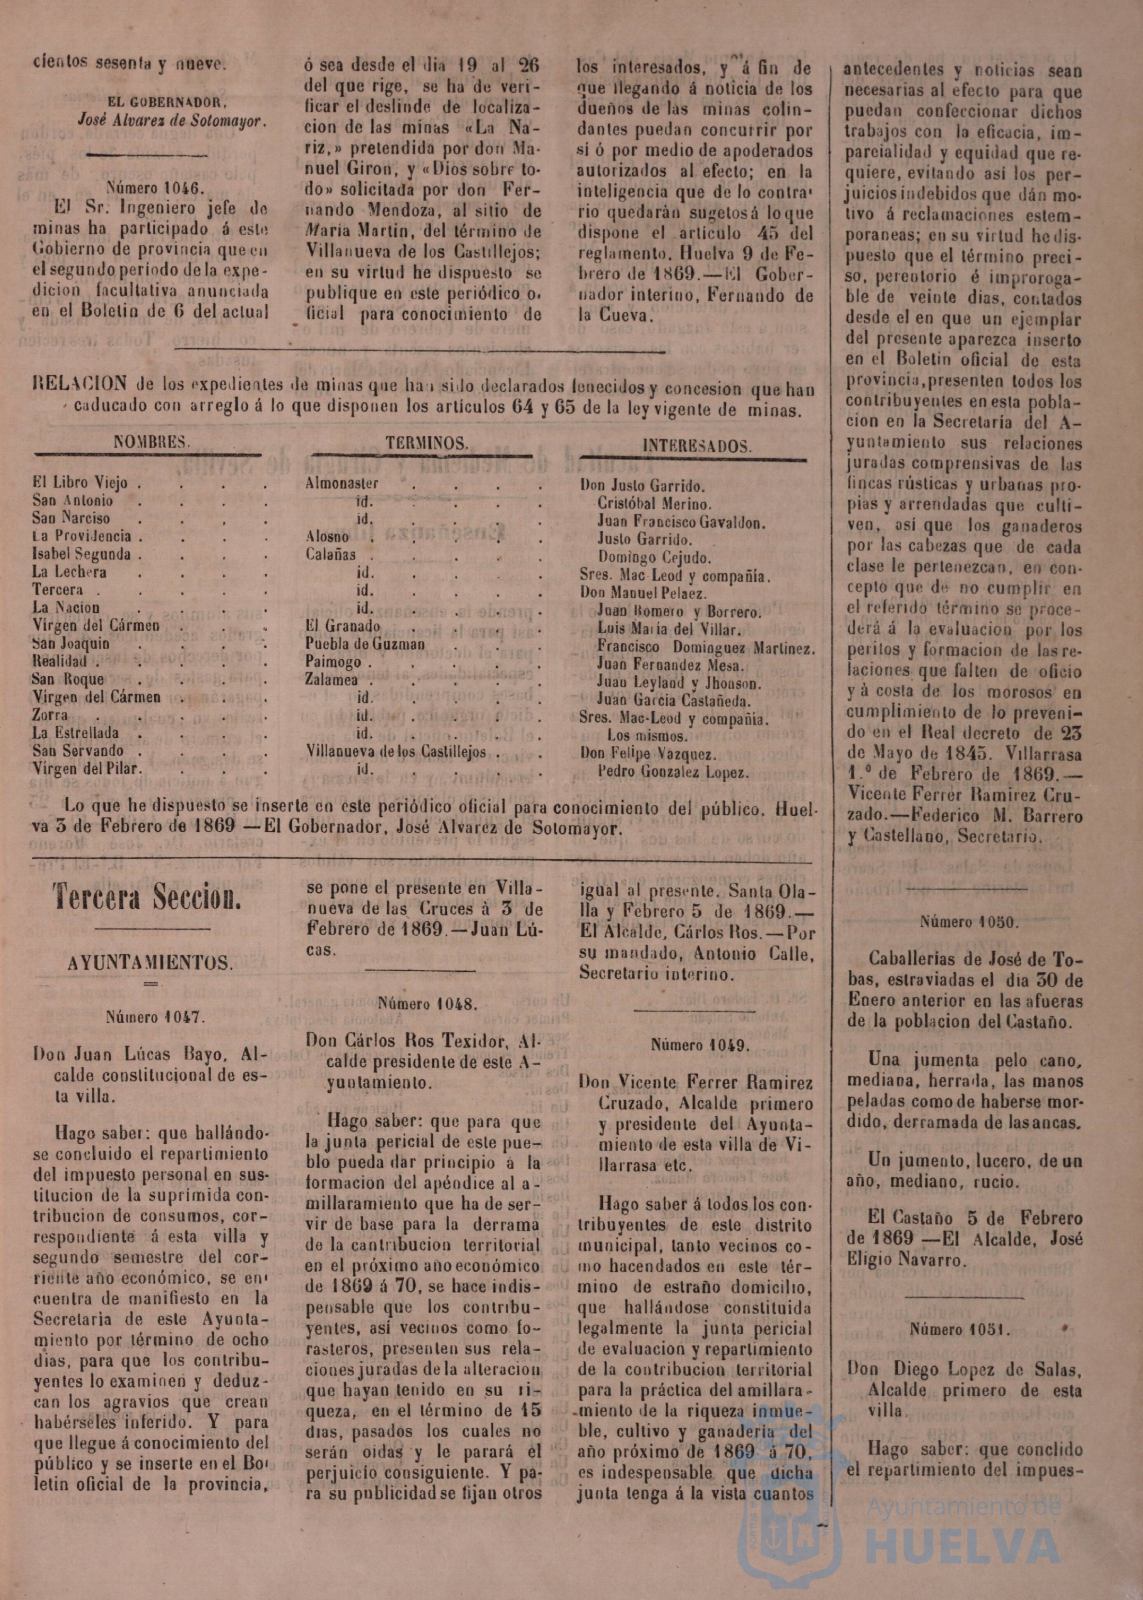 cientos sesenta y nueve.
EL GOBERNADOR,
José Alvarez de Sotomayor.
Número 1046.
El Sr. Ingeniero jefe de
minas ha participado á este
Gobierno de provincia que en
el segundo periodo de la expe-
dicion facultativa anunciada
en el Boletin de 6 del actual
ó sea desde el dia 19 al 26
del que rige, se ha de veri-
ficar el deslinde de localiza-
cion de las minas «La Na-
riz,» pretendida por don Ma-
nuel Giron, y «Dios sobre to-
do» solicitada por don Fer-
nando Mendoza, al sitio de
Maria Martin, del término de
Villanueva de los Castillejos;
en su virtud he dispuesto se
publique en este periódico o.
ficial para conocimiento de
los interesados, y á fin de
que llegando á noticia de los
dueños de las minas colin-
dantes puedan concurrir por
si ó por medio de apoderados
autorizados al efecto; en la
inteligencia que de lo contra-
rio quedarán sugetos á lo que
dispone el articulo 45 del
reglamento. Huelva 9 de Fe-
brero de 1869.—El Gober-
nador interino, Fernando de
la Cueva.
RELACION de los expedientes de minas que han sido declarados fenecidos y concesion que han
caducado con arreglo á lo que disponen los articulos 64 y 65 de la ley vigente de minas.
NOMBRES. TERMINOS. INTERESADOS.
El Libro Viejo . . . . Almonaster . . . Don Justo Garrido.
San Antonio . . . . id. . . . Cristóbal Merino.
San Narciso . . . . id. . . . Juan Francisco Gavaldon.
La Providencia . . . . Alosno . . . Justo Garrido.
Isabel Segunda . . . . Calañas . . . Domingo Cejudo.
La Lechera . . . . id. . . . Sres. Mac-Leod y compañía.
Tercera . . . . id. . . . Don Manuel Pelaez.
La Nacion . . . . id. . . . Juan Romero y Borrero.
Virgen del Cármen . . . El Granado . . . Luis Maria del Villar.
San Joaquin . . . . Puebla de Guzman . . . Francisco Dominguez Martinez.
Realidad . . . . Paimogo . . . Juan Fernandez Mesa.
San Roque . . . . Zalamea . . . Juan Leyland y Jhonson.
Virgen del Cármen . . . id. . . . Juan Garcia Castañeda.
Zorra . . . . id. . . . Sres. Mac-Leod y compañia.
La Estrellada . . . . id. . . . Los mismos.
San Servando . . . . Villanueva de los Castillejos . . Don Felipe Vazquez.
Virgen del Pilar. . . . id. . . . Pedro Gonzalez Lopez.
Lo que he dispuesto se inserte en este periódico oficial para conocimiento del público. Huel-
va 3 de Febrero de 1869 —El Gobernador, José Alvarez de Sotomayor.
Tercera Seccion.
AYUNTAMIENTOS.
Número 1047.
Don Juan Lúcas Bayo, Al-
calde constitucional de es-
ta villa.
Hago saber: que hallándo-
se concluido el repartimiento
del impuesto personal en sus-
titucion de la suprimida con-
tribucion de consumos, cor-
respondiente á esta villa y
segundo semestre del cor-
riente año económico, se en-
cuentra de manifiesto en la
Secretaria de este Ayunta-
miento por término de ocho
dias, para que los contribu-
yentes lo examinen y deduz-
can los agravios que crean
habérseles inferido. Y para
que llegue á conocimiento del
público y se inserte en el Bo-
letin oficial de la provincia,
se pone el presente en Villa-
nueva de las Cruces à 3 de
Febrero de 1869.—Juan Lú-
cas.
Número 1048.
Don Cárlos Ros Texidor, Al-
calde presidente de este A-
yuntamiento.
Hago saber: que para que
la junta pericial de este pue-
blo pueda dar principio á la
formacion del apéndice al a-
millaramiento que ha de ser-
vir de base para la derrama
de la cantribucion territorial
en el próximo año económico
de 1869 á 70, se hace indis-
pensable que los contribu-
yentes, así vecinos como fo-
rasteros, presenten sus rela-
ciones juradas de la alteracion
que hayan tenido en su ri-
queza, en el término de 15
dias, pasados los cuales no
serán oidas y le parará el
perjuicio consiguiente. Y pa-
ra su publicidad se fijan otros
igual al presente. Santa Ola-
lla y Febrero 5 de 1869.—
El Alcalde, Cárlos Ros.—Por
su mandado, Antonio Calle,
Secretario interino.
Número 1049.
Don Vicente Ferrer Ramirez
Cruzado, Alcalde primero
y presidente del Ayunta-
miento de esta villa de Vi-
llarrasa etc.
Hago saber á todos los con-
tribuyentes de este distrito
municipal, tanto vecinos co-
mo hacendados en este tér-
mino de estraño domicilio,
que hallándose constituida
legalmente la junta pericial
de evaluacion y repartimiento
de la contribucion territorial
para la práctica del amillara-
miento de la riqueza inmue-
ble, cultivo y ganaderia del
año próximo de 1869 á 70,
es indespensable que dicha
junta tenga á la vista cuantos
antecedentes y noticias sean
necesarias al efecto para que
puedan confeccionar dichos
trabajos con la eficacia, im-
parcialidad y equidad que re-
quiere, evitando así los per-
juicios indebidos que dán mo-
tivo á reclamaciones estem-
poraneas; en su virtud he dis-
puesto que el término preci-
so, perentorio é improroga-
ble de veinte dias, contados
desde el en que un ejemplar
del presente aparezca inserto
en el Boletin oficial de esta
provincia, presenten todos los
contribuyentes en esta pobla-
cion en la Secretaría del A-
yuntamiento sus relaciones
juradas comprensivas de las
fincas rústicas y urbanas pro-
pias y arrendadas que culti-
ven, así que los ganaderos
por las cabezas que de cada
clase le pertenezcan, en con-
cepto que de no cumplir en
el referido término se proce-
derá á la evaluacion por los
peritos y formacion de las re-
laciones que falten de oficio
y á costa de los morosos en
cumplimiento de lo preveni-
do en el Real decreto de 23
de Mayo de 1845. Villarrasa
1.º de Febrero de 1869.—
Vicente Ferrer Ramirez Cru-
zado.—Federico M. Barrero
y Castellano, Secretario.
Número 1050.
Caballerias de José de To-
bas, estraviadas el dia 30 de
Enero anterior en las afueras
de la poblacion del Castaño.
Una jumenta pelo cano,
mediana, herrada, las manos
peladas como de haberse mor-
dido, derramada de las ancas.
Un jumento, lucero, de un
año, mediano, rucio.
El Castaño 5 de Febrero
de 1869 —El Alcalde, José
Eligio Navarro.
Número 1051.
Don Diego Lopez de Salas,
Alcalde primero de esta
villa.
Hago saber: que conclido
el repartimiento del impues-
Ayuntamiento de
HUELVA